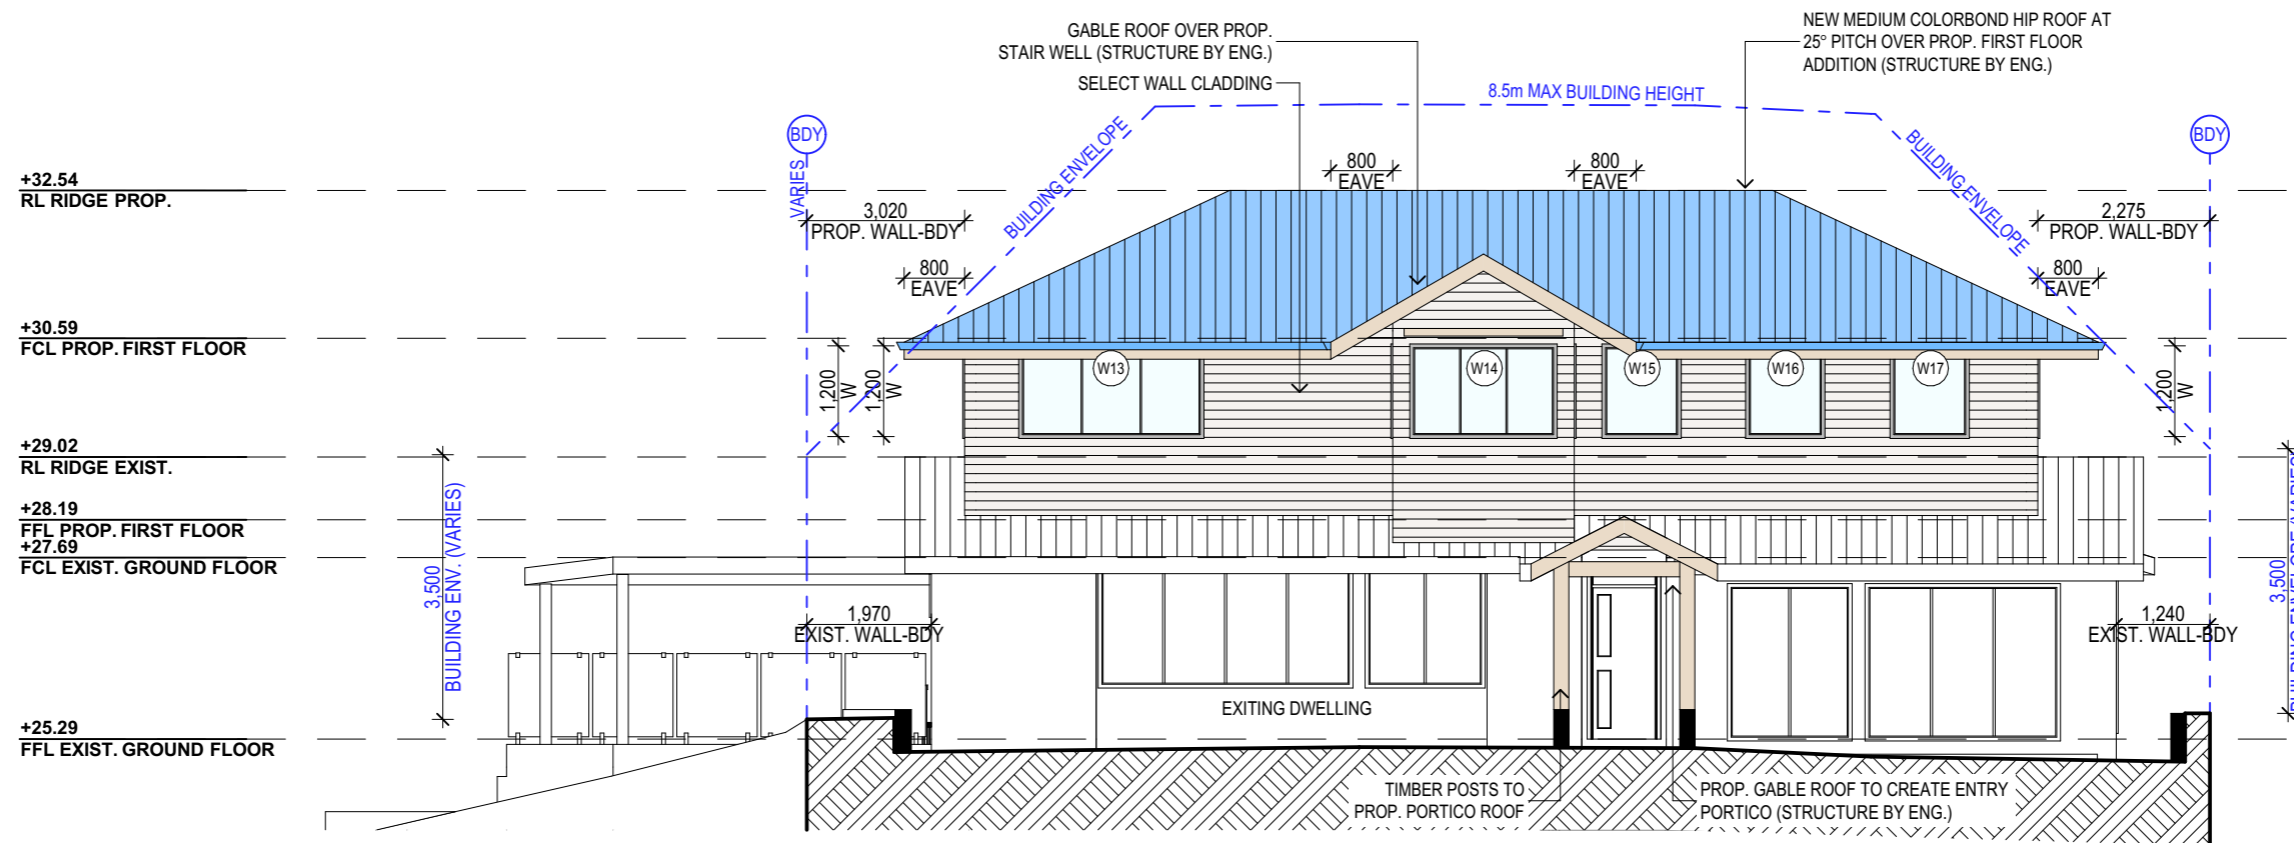 GABLE ROOF OVER PROP.
STAIR WELL (STRUCTURE BY ENG.)
SELECT WALL CLADDING
NEW MEDIUM COLORBOND HIP ROOF AT
25° PITCH OVER PROP. FIRST FLOOR
ADDITION (STRUCTURE BY ENG.)
8.5m MAX BUILDING HEIGHT
BDY
VARIES
BUILDING ENVELOPE
BUILDING ENVELOPE
BDY
+32.54
RL RIDGE PROP.
800
EAVE
800
EAVE
3,020
PROP. WALL-BDY
2,275
PROP. WALL-BDY
800
EAVE
800
EAVE
+30.59
FCL PROP. FIRST FLOOR
1,200
W
1,200
W
W13
W14
W15
W16
W17
1,200
W
+29.02
RL RIDGE EXIST.
+28.19
FFL PROP. FIRST FLOOR
+27.69
FCL EXIST. GROUND FLOOR
3,500
BUILDING ENV. (VARIES)
3,500
BUILDING ENVELOPE (VARIES)
1,970
EXIST. WALL-BDY
1,240
EXIST. WALL-BDY
EXITING DWELLING
+25.29
FFL EXIST. GROUND FLOOR
TIMBER POSTS TO
PROP. PORTICO ROOF
PROP. GABLE ROOF TO CREATE ENTRY
PORTICO (STRUCTURE BY ENG.)